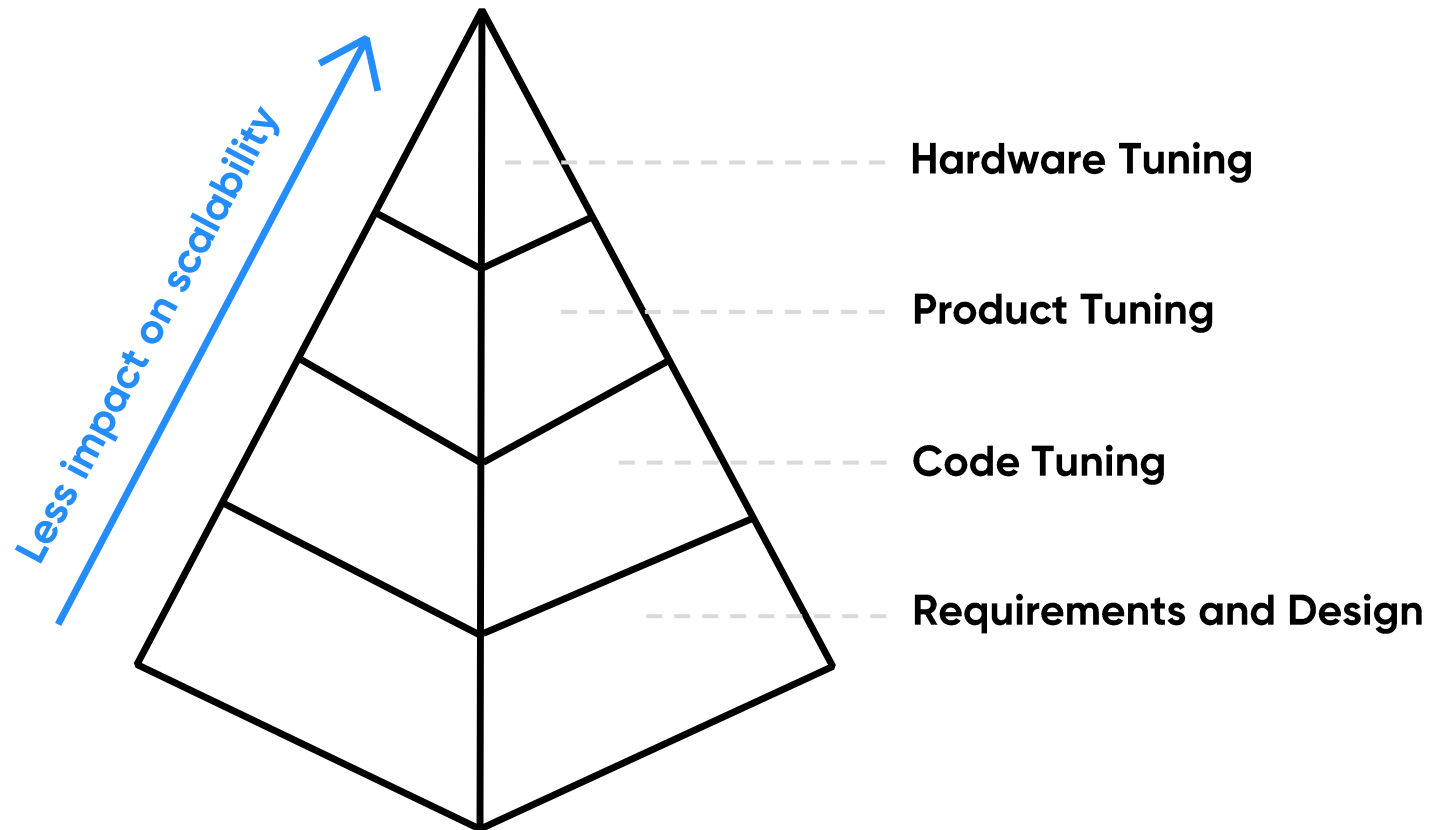 Less impact on scalability
Hardware Tuning
Product Tuning
Code Tuning
Requirements and Design